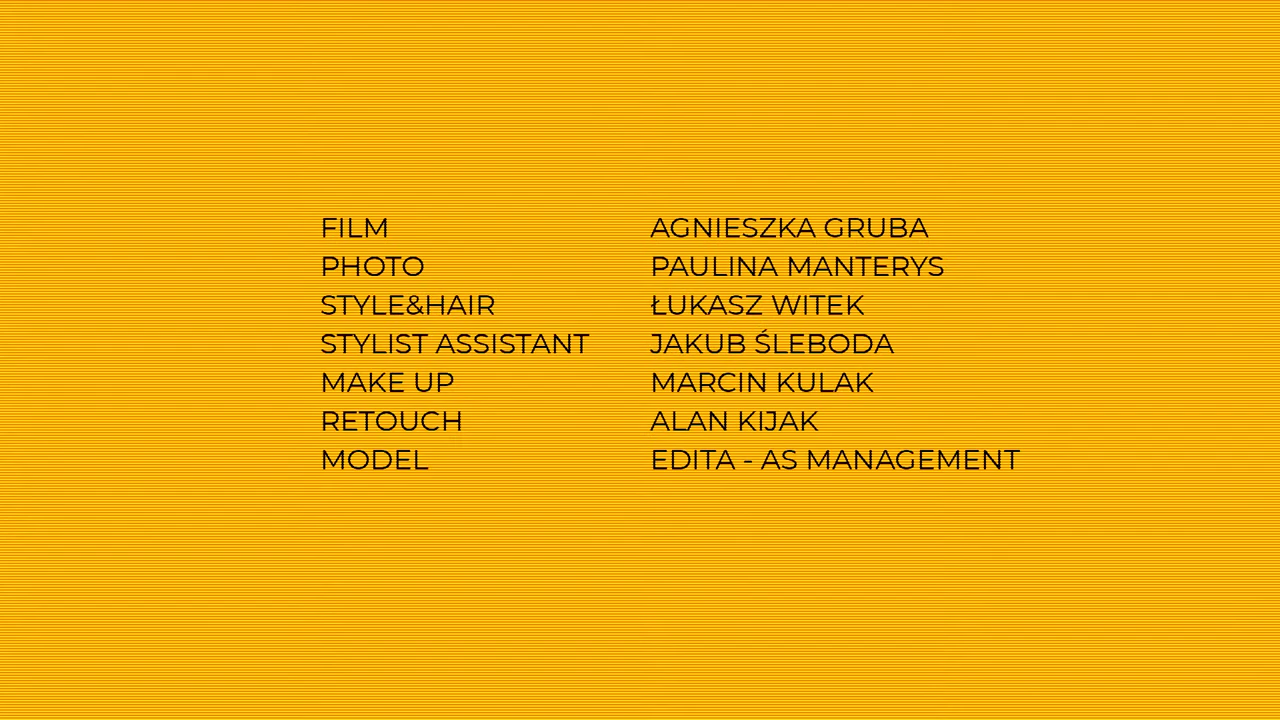 FILM AGNIESZKA GRUBA
PHOTO PAULINA MANTERYS
STYLE&HAIR ŁUKASZ WITEK
STYLIST ASSISTANT JAKUB ŚLEBODA
MAKE UP MARCIN KULAK
RETOUCH ALAN KIJAK
MODEL EDITA - AS MANAGEMENT